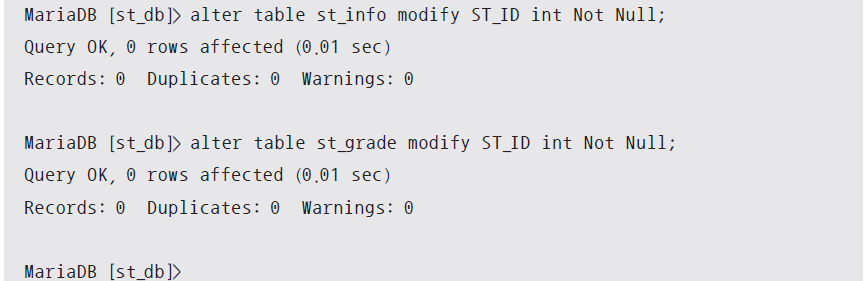 MariaDB [st_db]> alter table st_info modify ST_ID int Not Null;
Query OK, 0 rows affected (0.01 sec)
Records: 0  Duplicates: 0  Warnings: 0
MariaDB [st_db]> alter table st_grade modify ST_ID int Not Null;
Query OK, 0 rows affected (0.01 sec)
Records: 0  Duplicates: 0  Warnings: 0
MariaDB [st_db]>